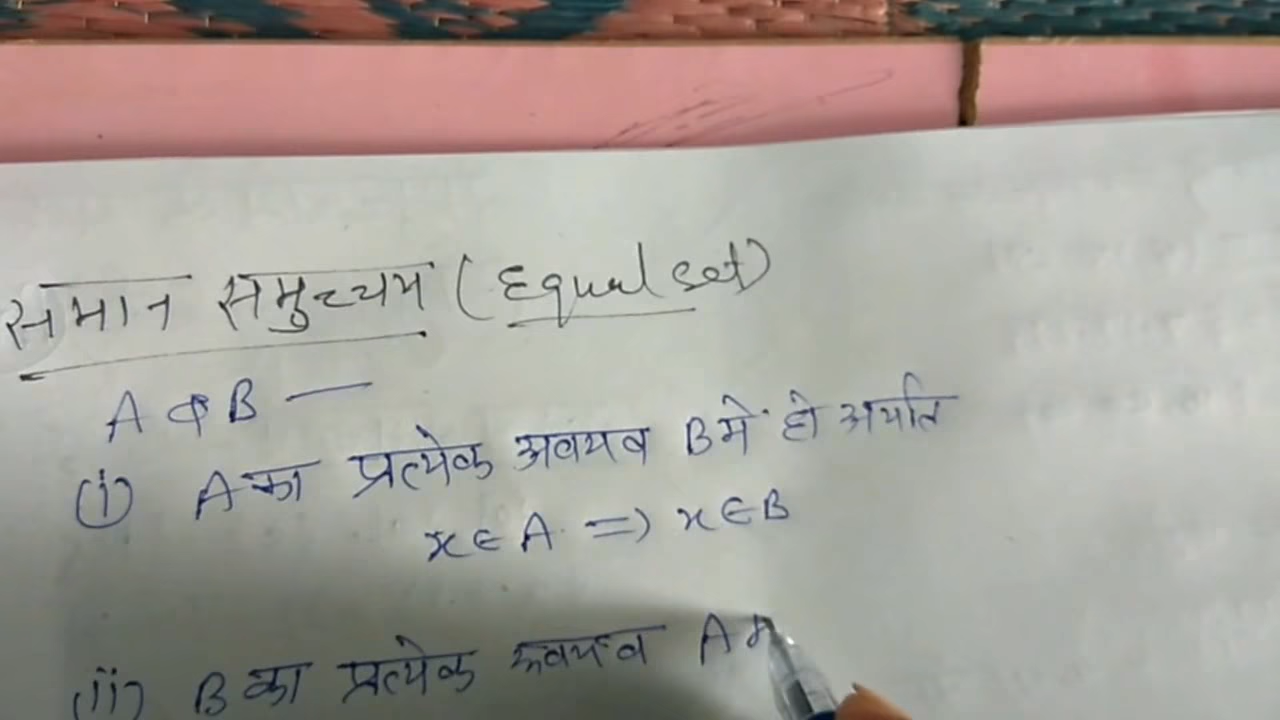 समान समुच्चय (Equal set)
A व B —
(i) A का प्रत्येक अवयव B में हो अर्थात
x ∈ A ⇒ x ∈ B
(ii) B का प्रत्येक अवयव A